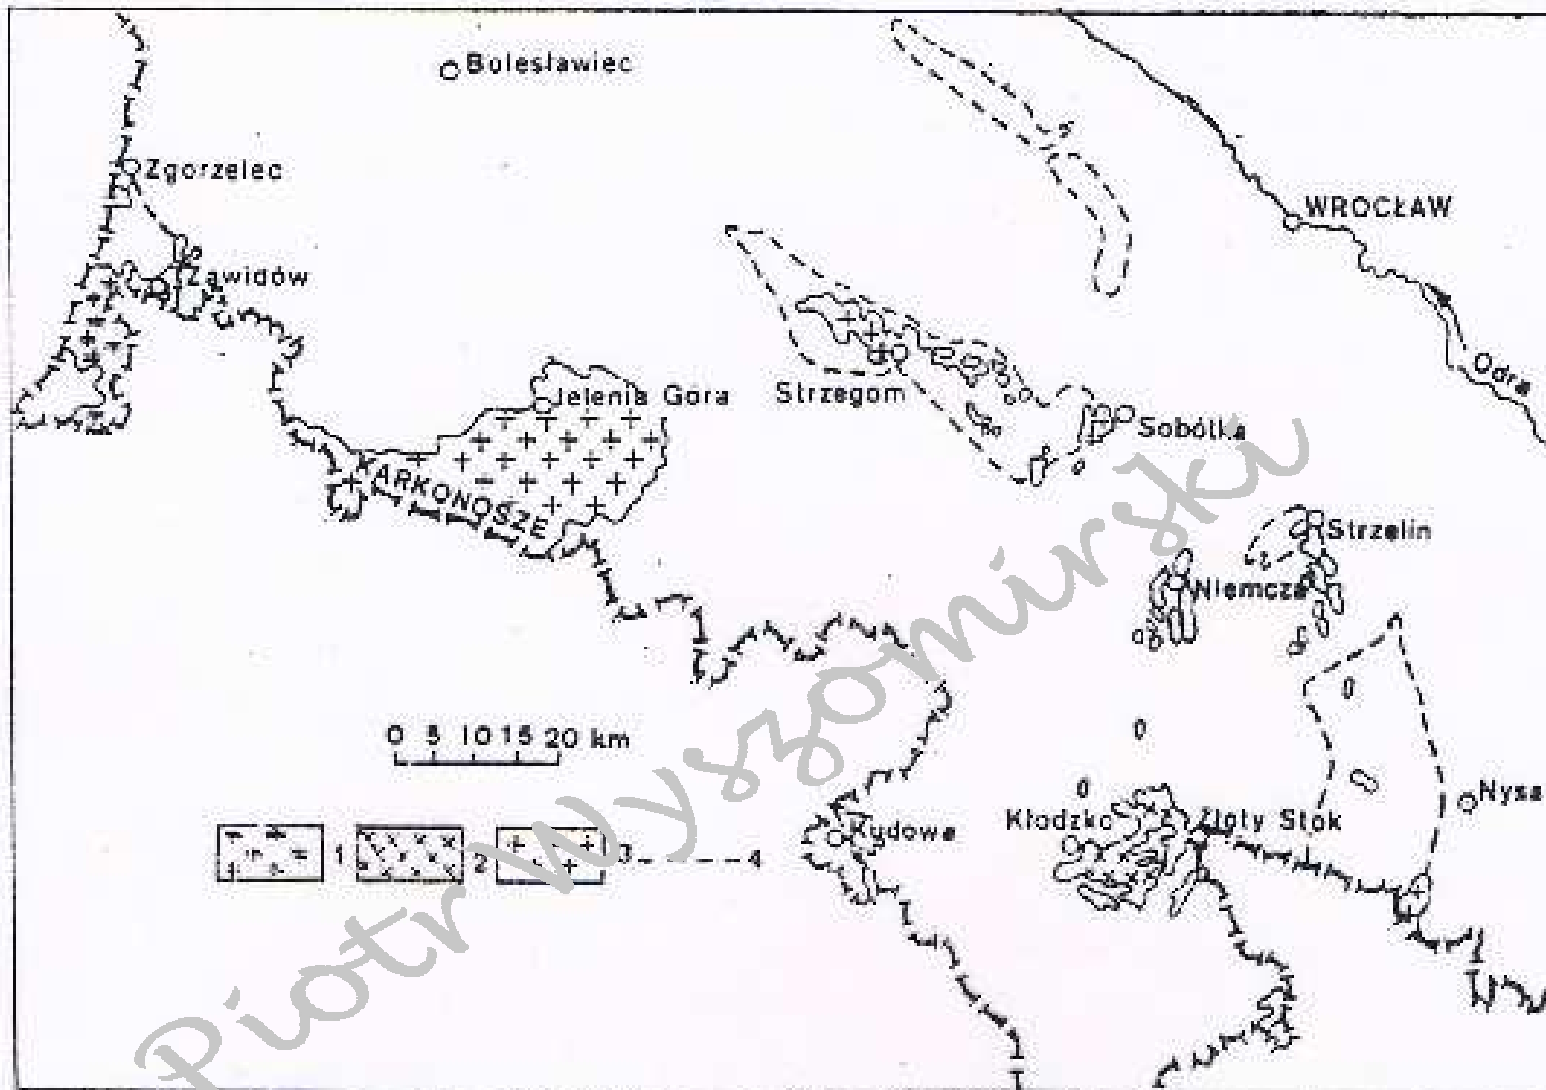 Bolesławiec
Zgorzelec
WROCŁAW
Zawidów
Odra
Jelenia Góra
Strzegom
Sobótka
KARKONOSZE
Strzelin
Niemcza
0 5 10 15 20 km
Nysa
Kudowa
Kłodzko
Złoty Stok
1
2
3
4
Piotr Wyszomirski